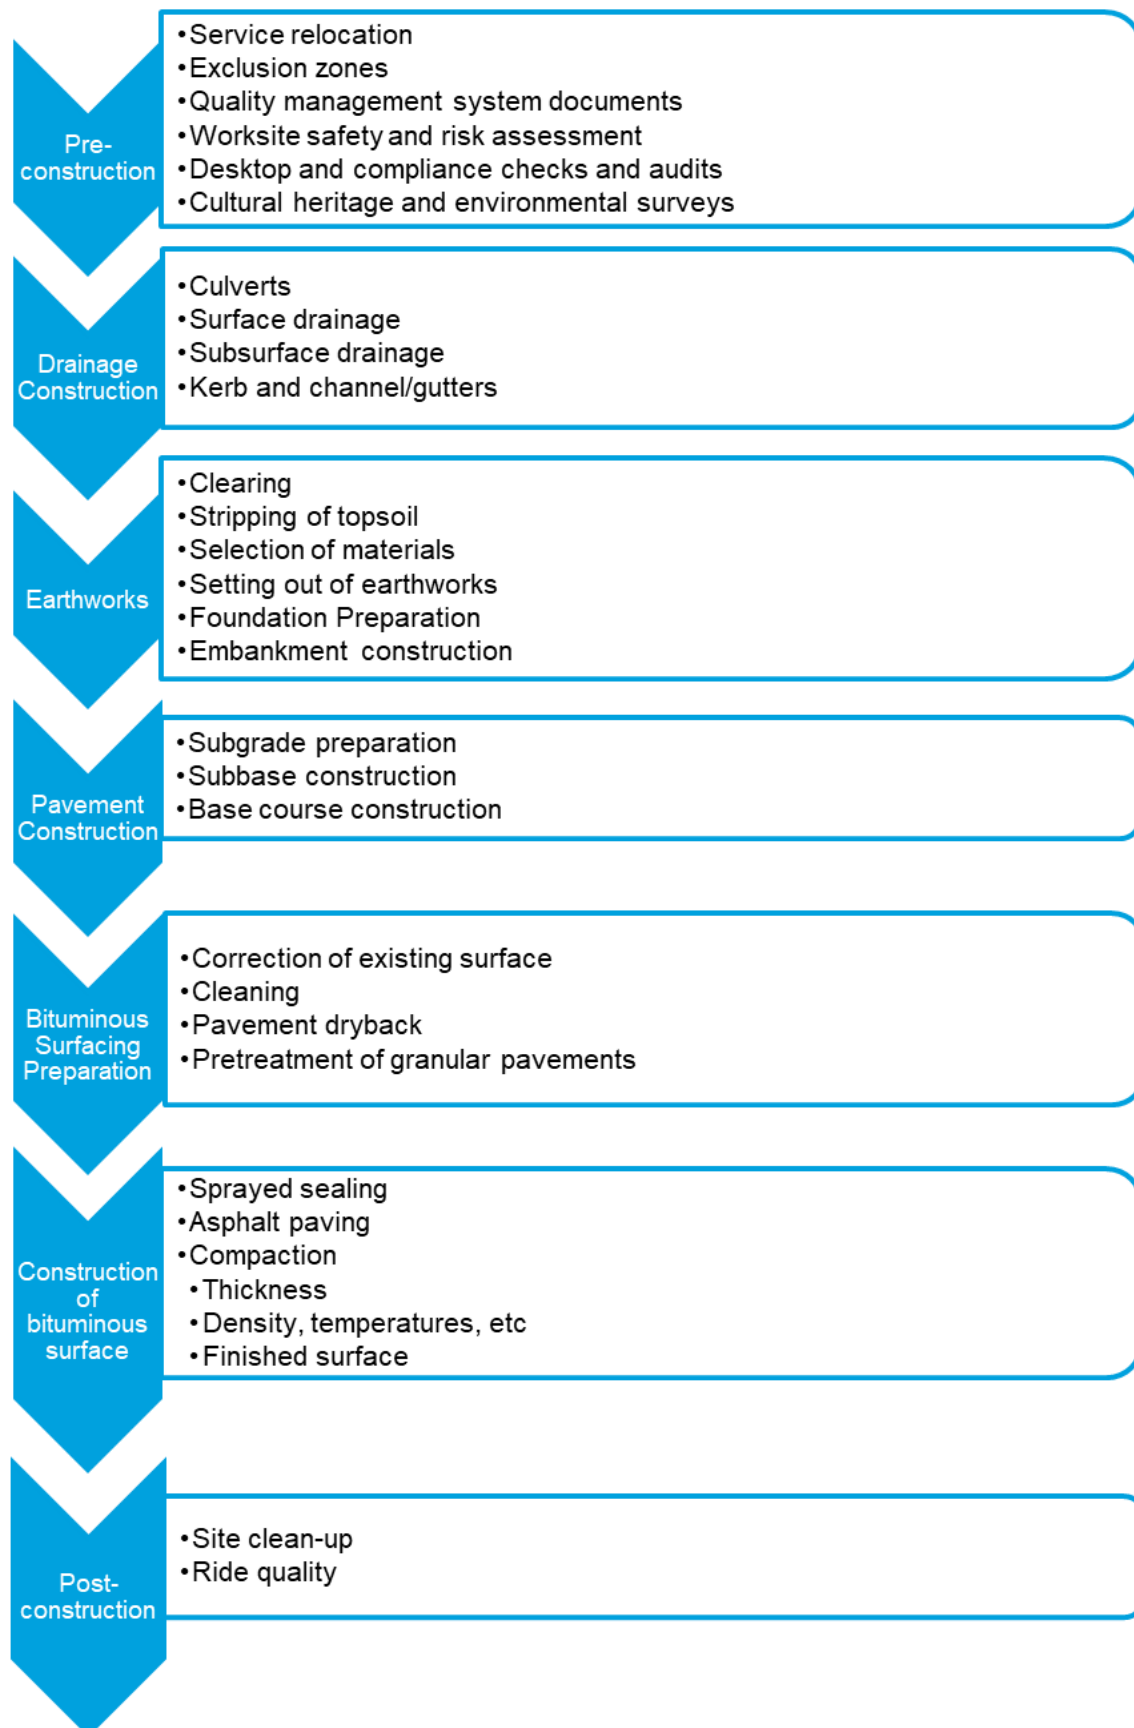 Pre-
construction
•Service relocation
•Exclusion zones
•Quality management system documents
•Worksite safety and risk assessment
•Desktop and compliance checks and audits
•Cultural heritage and environmental surveys
Drainage
Construction
•Culverts
•Surface drainage
•Subsurface drainage
•Kerb and channel/gutters
Earthworks
•Clearing
•Stripping of topsoil
•Selection of materials
•Setting out of earthworks
•Foundation Preparation
•Embankment construction
Pavement
Construction
•Subgrade preparation
•Subbase construction
•Base course construction
Bituminous
Surfacing
Preparation
•Correction of existing surface
•Cleaning
•Pavement dryback
•Pretreatment of granular pavements
Construction
of
bituminous
surface
•Sprayed sealing
•Asphalt paving
•Compaction
•Thickness
•Density, temperatures, etc
•Finished surface
Post-
construction
•Site clean-up
•Ride quality